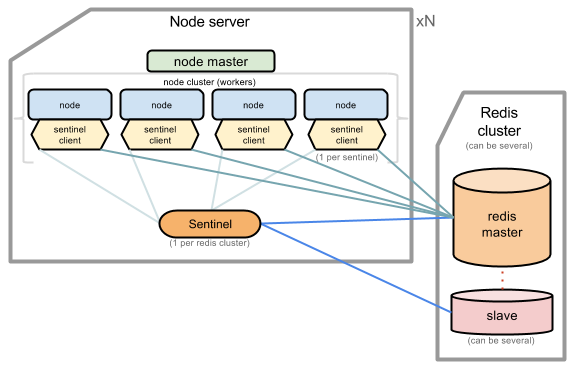 Node server
xN
node master
node cluster (workers)
node
node
node
node
sentinel
client
sentinel
client
sentinel
client
sentinel
client
(1 per sentinel)
Sentinel
(1 per redis cluster)
Redis
cluster
(can be several)
redis
master
slave
(can be several)